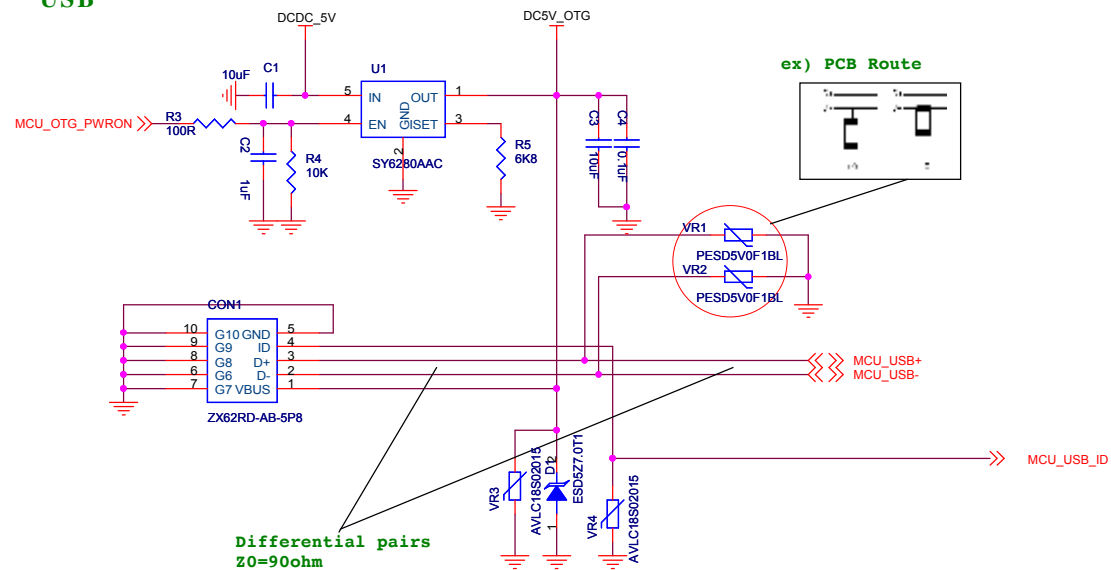 USB
DCDC_5V
DC5V_OTG
ex) PCB Route
10uF
C1
U1
5
IN
OUT
1
MCU_OTG_PWRON
R3
100R
4
EN
GND
ISET
3
2
SY6280AAC
C2
1uF
R4
10K
R5
6K8
C3
10uF
C4
0.1uF
VR1
PESD5V0F1BL
VR2
PESD5V0F1BL
CON1
10
G10
GND
5
9
G9
ID
4
8
G8
D+
3
6
G6
D-
2
7
G7
VBUS
1
ZX62RD-AB-5P8
MCU_USB+
MCU_USB-
MCU_USB_ID
VR3
AVLC18S02015
D1
2
1
ESD5Z7.0T1
VR4
AVLC18S02015
Differential pairs
Z0=90ohm